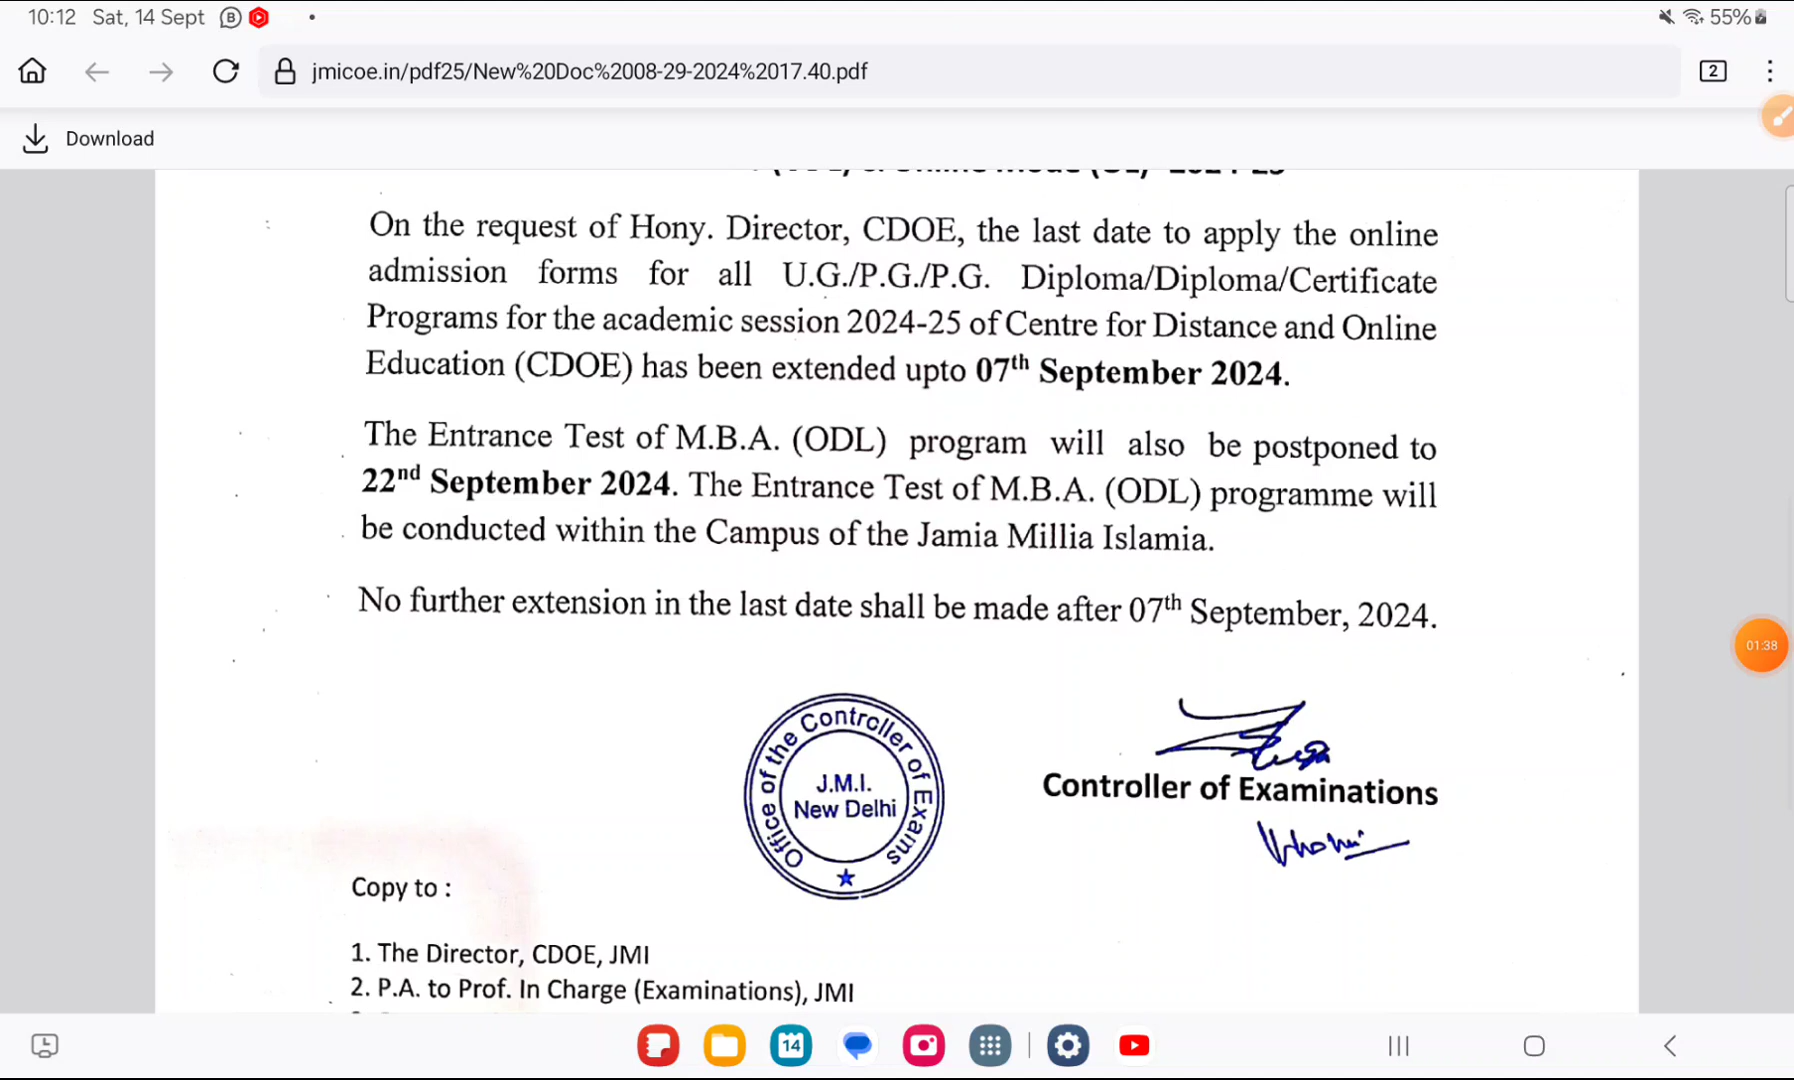 10:12 Sat, 14 Sept
55%
jmicoe.in/pdf25/New%20Doc%2008-29-2024%2017.40.pdf
2
Download
On the request of Hony. Director, CDOE, the last date to apply the online
admission forms for all U.G./P.G./P.G. Diploma/Diploma/Certificate
Programs for the academic session 2024-25 of Centre for Distance and Online
Education (CDOE) has been extended upto 07th September 2024.
The Entrance Test of M.B.A. (ODL) program will also be postponed to
22nd September 2024. The Entrance Test of M.B.A. (ODL) programme will
be conducted within the Campus of the Jamia Millia Islamia.
No further extension in the last date shall be made after 07th September, 2024.
01:38
Office of the Controller of Exams
J.M.I.
New Delhi
Controller of Examinations
Copy to :
1. The Director, CDOE, JMI
2. P.A. to Prof. In Charge (Examinations), JMI
14